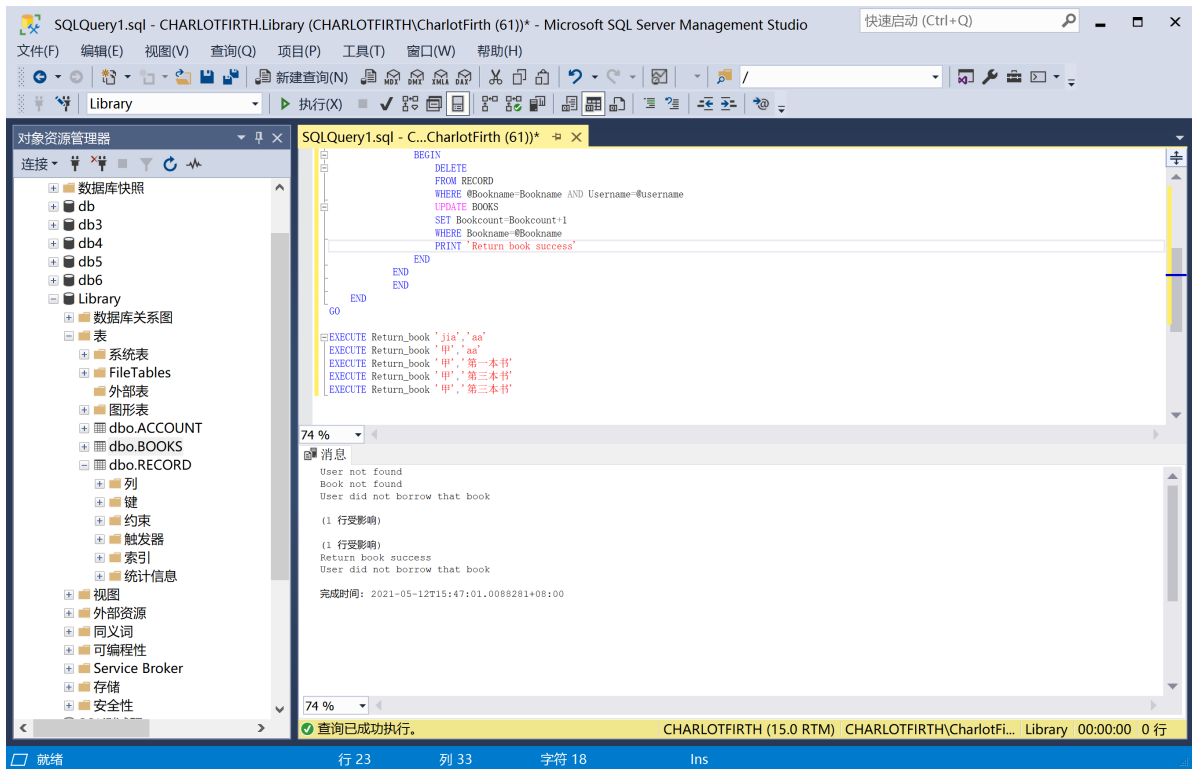 SQLQuery1.sql - CHARLOTFIRTH.Library (CHARLOTFIRTH\CharlotFirth (61))* - Microsoft SQL Server Management Studio
快速启动 (Ctrl+Q)
文件(F) 编辑(E) 视图(V) 查询(Q) 项目(P) 工具(T) 窗口(W) 帮助(H)
新建查询(N) MDX DMX XMLA DAX /
Library 执行(X)
对象资源管理器
连接
数据库快照
db
db3
db4
db5
db6
Library
数据库关系图
表
系统表
FileTables
外部表
图形表
dbo.ACCOUNT
dbo.BOOKS
dbo.RECORD
列
键
约束
触发器
索引
统计信息
视图
外部资源
同义词
可编程性
Service Broker
存储
安全性
SQLQuery1.sql - C...CharlotFirth (61))*
BEGIN
DELETE
FROM RECORD
WHERE @Bookname=Bookname AND Username=@username
UPDATE BOOKS
SET Bookcount=Bookcount+1
WHERE Bookname=@Bookname
PRINT 'Return book success'
END
END
END
END
GO
EXECUTE Return_book 'jia','aa'
EXECUTE Return_book '甲','aa'
EXECUTE Return_book '甲','第一本书'
EXECUTE Return_book '甲','第三本书'
EXECUTE Return_book '甲','第三本书'
74 %
消息
User not found
Book not found
User did not borrow that book
(1 行受影响)
(1 行受影响)
Return book success
User did not borrow that book
完成时间: 2021-05-12T15:47:01.0088281+08:00
74 %
查询已成功执行。 CHARLOTFIRTH (15.0 RTM) CHARLOTFIRTH\CharlotFi... Library 00:00:00 0 行
就绪 行 23 列 33 字符 18 Ins